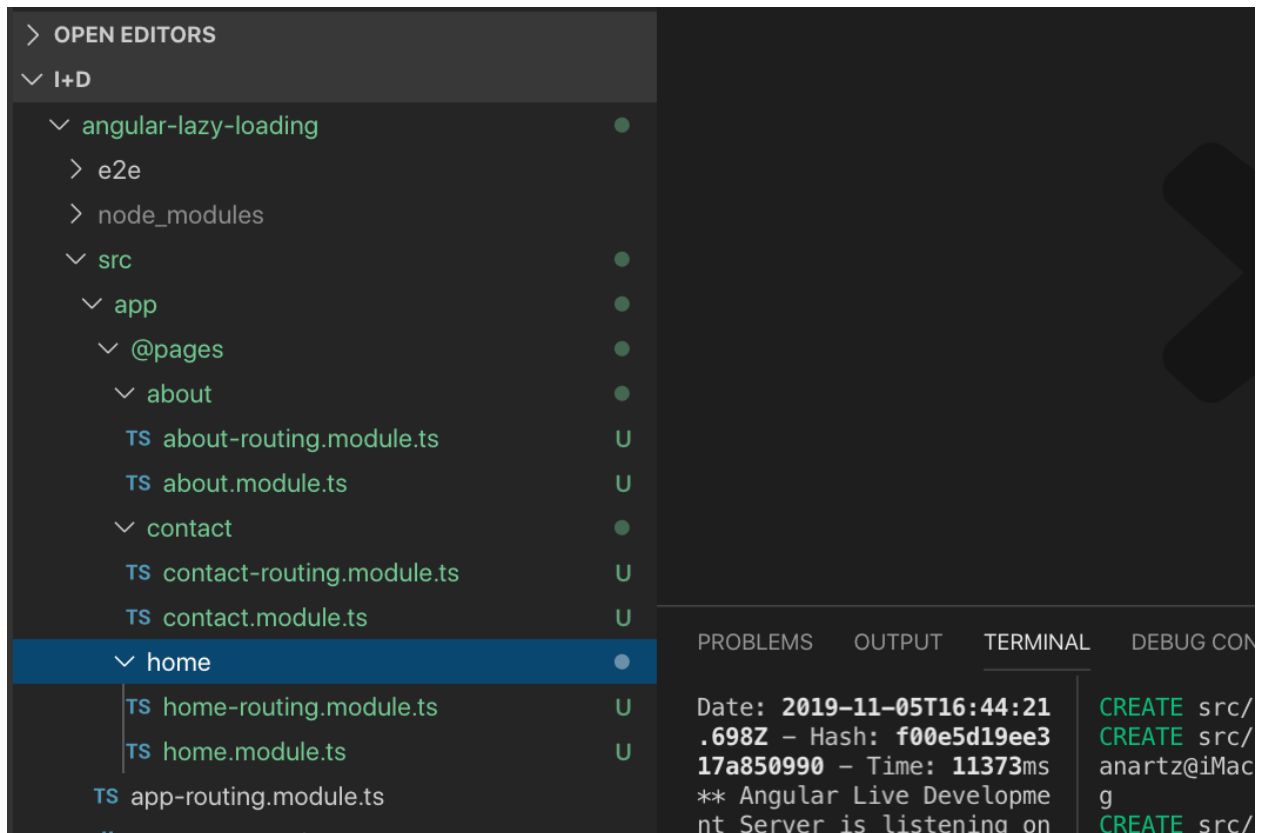 OPEN EDITORS
I+D
angular-lazy-loading
e2e
node_modules
src
app
@pages
about
TS about-routing.module.ts U
TS about.module.ts U
contact
TS contact-routing.module.ts U
TS contact.module.ts U
home
TS home-routing.module.ts U
TS home.module.ts U
TS app-routing.module.ts
PROBLEMS OUTPUT TERMINAL DEBUG CON
Date: 2019-11-05T16:44:21
.698Z - Hash: f00e5d19ee3
17a850990 - Time: 11373ms
** Angular Live Developme
nt Server is listening on
CREATE src/
CREATE src/
anartz@iMac
g
CREATE src/